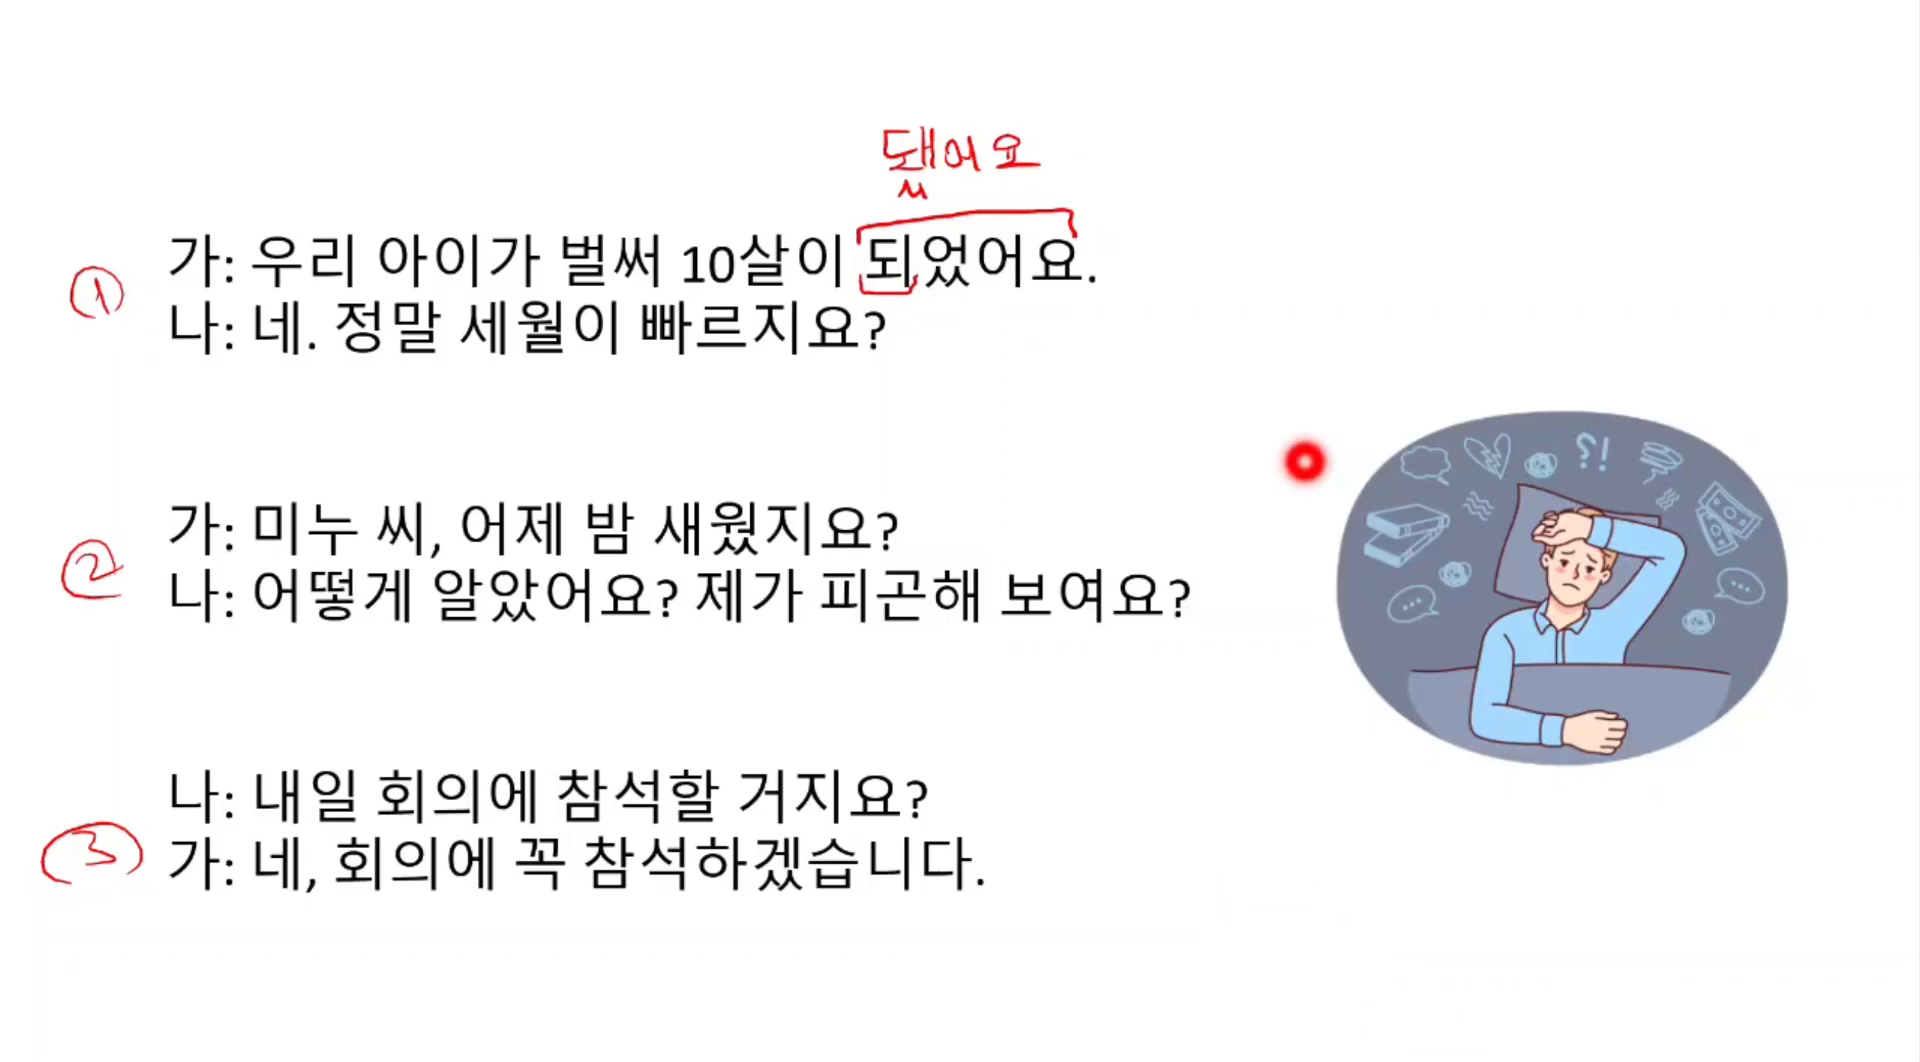 됐어요
① 가: 우리 아이가 벌써 10살이 되었어요.
나: 네. 정말 세월이 빠르지요?
② 가: 미누 씨, 어제 밤 새웠지요?
나: 어떻게 알았어요? 제가 피곤해 보여요?
③ 나: 내일 회의에 참석할 거지요?
가: 네, 회의에 꼭 참석하겠습니다.
?!